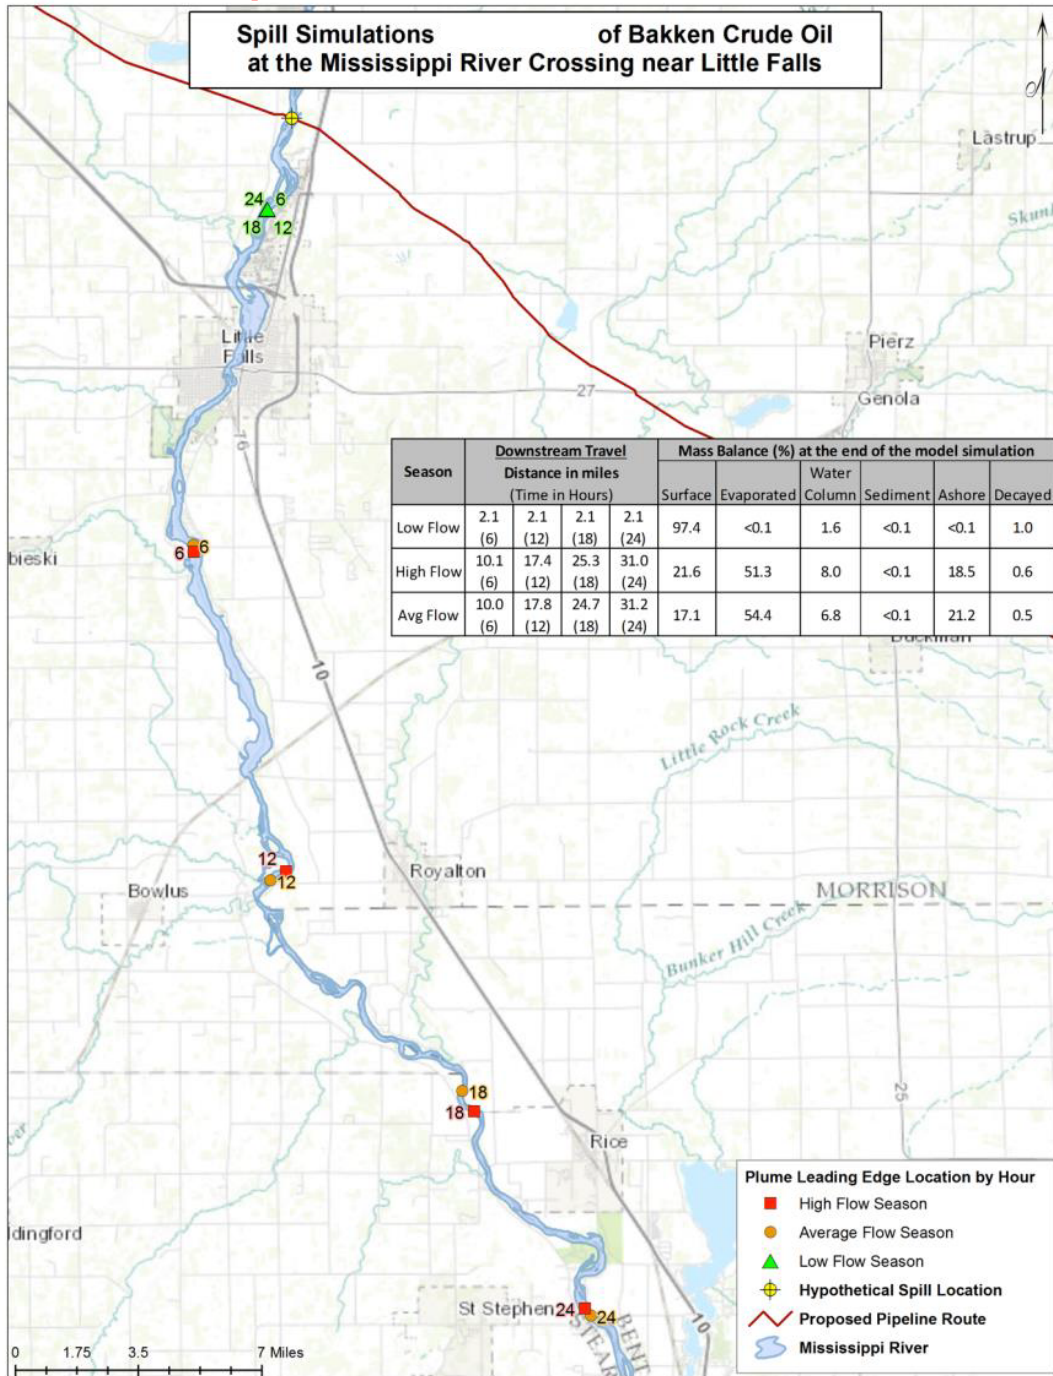 Spill Simulations of Bakken Crude Oil
at the Mississippi River Crossing near Little Falls
N
Lastrup
24 6
18 12
Little
Falls
Pierz
27
Genola
76
Season Downstream Travel Mass Balance (%) at the end of the model simulation
Distance in miles
(Time in Hours) Surface Evaporated Water Column Sediment Ashore Decayed
Low Flow 2.1 (6) 2.1 (12) 2.1 (18) 2.1 (24) 97.4 <0.1 1.6 <0.1 <0.1 1.0
High Flow 10.1 (6) 17.4 (12) 25.3 (18) 31.0 (24) 21.6 51.3 8.0 <0.1 18.5 0.6
Avg Flow 10.0 (6) 17.8 (12) 24.7 (18) 31.2 (24) 17.1 54.4 6.8 <0.1 21.2 0.5
6 6
bieski
10
Little Rock Creek
12
12
Royalton
Bowlus
MORRISON
Bunker Hill Creek
18
18
25
Rice
dingford
St Stephen 24 24
BENT
STEAR
10
0 1.75 3.5 7 Miles
Plume Leading Edge Location by Hour
High Flow Season
Average Flow Season
Low Flow Season
Hypothetical Spill Location
Proposed Pipeline Route
Mississippi River